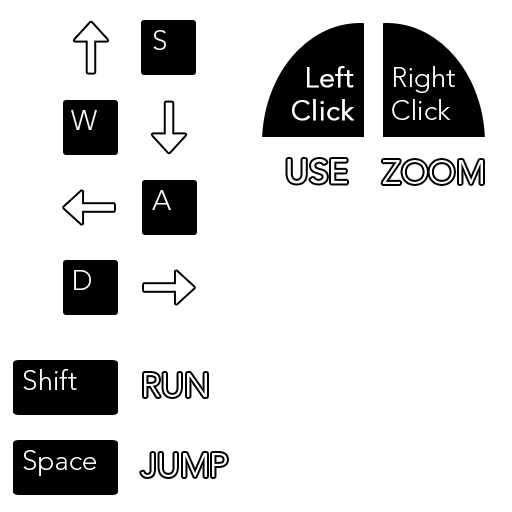 S
W
A
D
Shift RUN
Space JUMP
Left
Click
USE
Right
Click
ZOOM